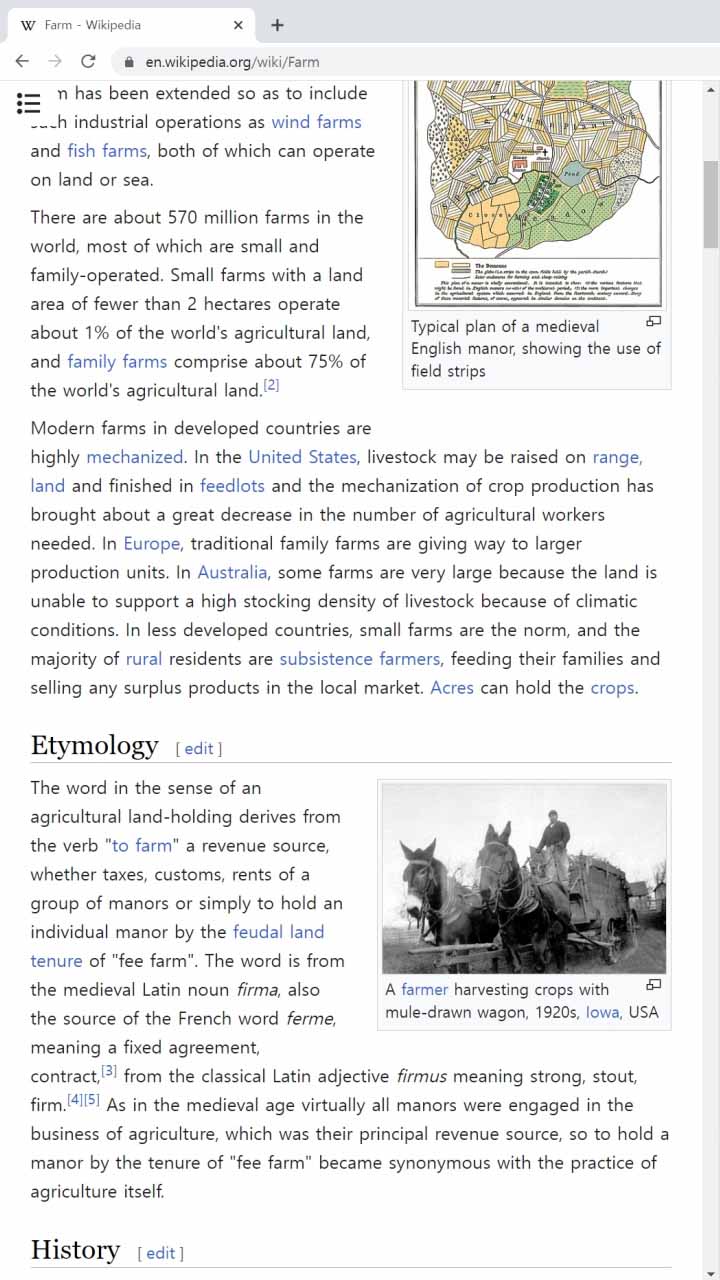 W Farm - Wikipedia
en.wikipedia.org/wiki/Farm
m has been extended so as to include
such industrial operations as wind farms
and fish farms, both of which can operate
on land or sea.
There are about 570 million farms in the
world, most of which are small and
family-operated. Small farms with a land
area of fewer than 2 hectares operate
about 1% of the world's agricultural land,
and family farms comprise about 75% of
the world's agricultural land.[2]
Typical plan of a medieval
English manor, showing the use of
field strips
Modern farms in developed countries are
highly mechanized. In the United States, livestock may be raised on range,
land and finished in feedlots and the mechanization of crop production has
brought about a great decrease in the number of agricultural workers
needed. In Europe, traditional family farms are giving way to larger
production units. In Australia, some farms are very large because the land is
unable to support a high stocking density of livestock because of climatic
conditions. In less developed countries, small farms are the norm, and the
majority of rural residents are subsistence farmers, feeding their families and
selling any surplus products in the local market. Acres can hold the crops.
Etymology [ edit ]
The word in the sense of an
agricultural land-holding derives from
the verb "to farm" a revenue source,
whether taxes, customs, rents of a
group of manors or simply to hold an
individual manor by the feudal land
tenure of "fee farm". The word is from
the medieval Latin noun firma, also
the source of the French word ferme,
meaning a fixed agreement,
A farmer harvesting crops with
mule-drawn wagon, 1920s, Iowa, USA
contract,[3] from the classical Latin adjective firmus meaning strong, stout,
firm.[4][5] As in the medieval age virtually all manors were engaged in the
business of agriculture, which was their principal revenue source, so to hold a
manor by the tenure of "fee farm" became synonymous with the practice of
agriculture itself.
History [ edit ]